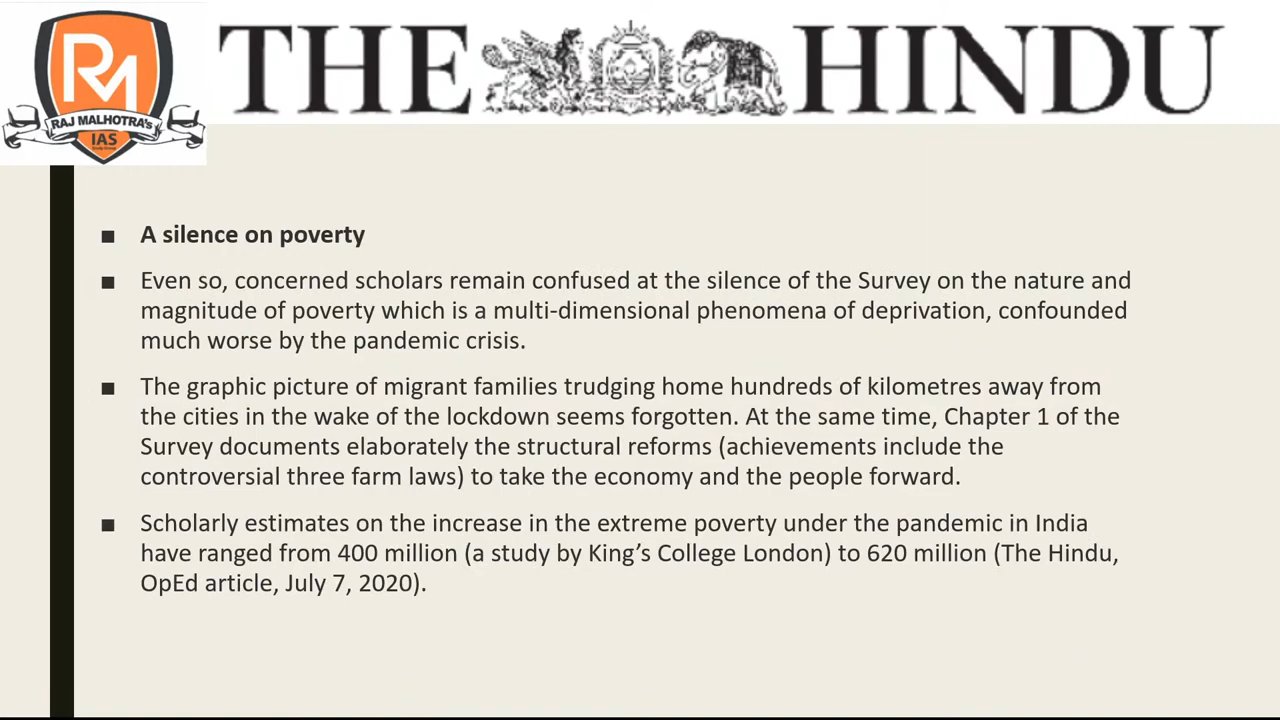 THE HINDU
RM
RAJ MALHOTRA'S
IAS
Study Group
■ A silence on poverty
■ Even so, concerned scholars remain confused at the silence of the Survey on the nature and
magnitude of poverty which is a multi-dimensional phenomena of deprivation, confounded
much worse by the pandemic crisis.
■ The graphic picture of migrant families trudging home hundreds of kilometres away from
the cities in the wake of the lockdown seems forgotten. At the same time, Chapter 1 of the
Survey documents elaborately the structural reforms (achievements include the
controversial three farm laws) to take the economy and the people forward.
■ Scholarly estimates on the increase in the extreme poverty under the pandemic in India
have ranged from 400 million (a study by King’s College London) to 620 million (The Hindu,
OpEd article, July 7, 2020).